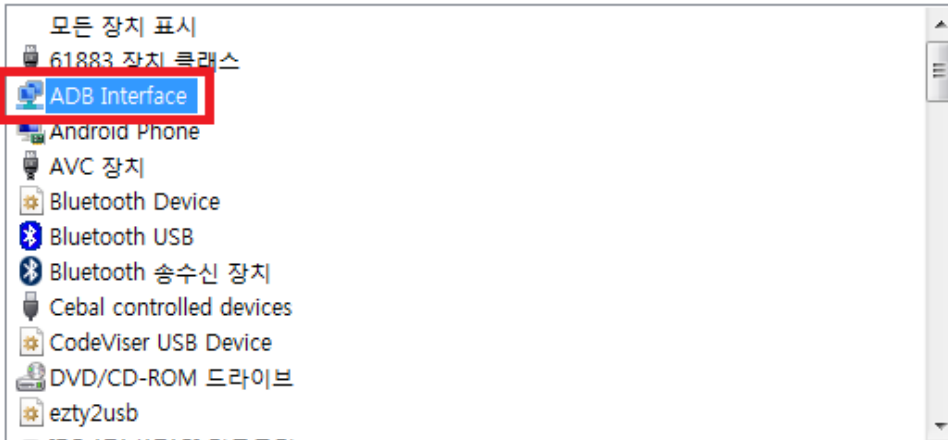 모든 장치 표시
61883 장치 클래스
ADB Interface
Android Phone
AVC 장치
Bluetooth Device
Bluetooth USB
Bluetooth 송수신 장치
Cebal controlled devices
CodeViser USB Device
DVD/CD-ROM 드라이브
ezty2usb